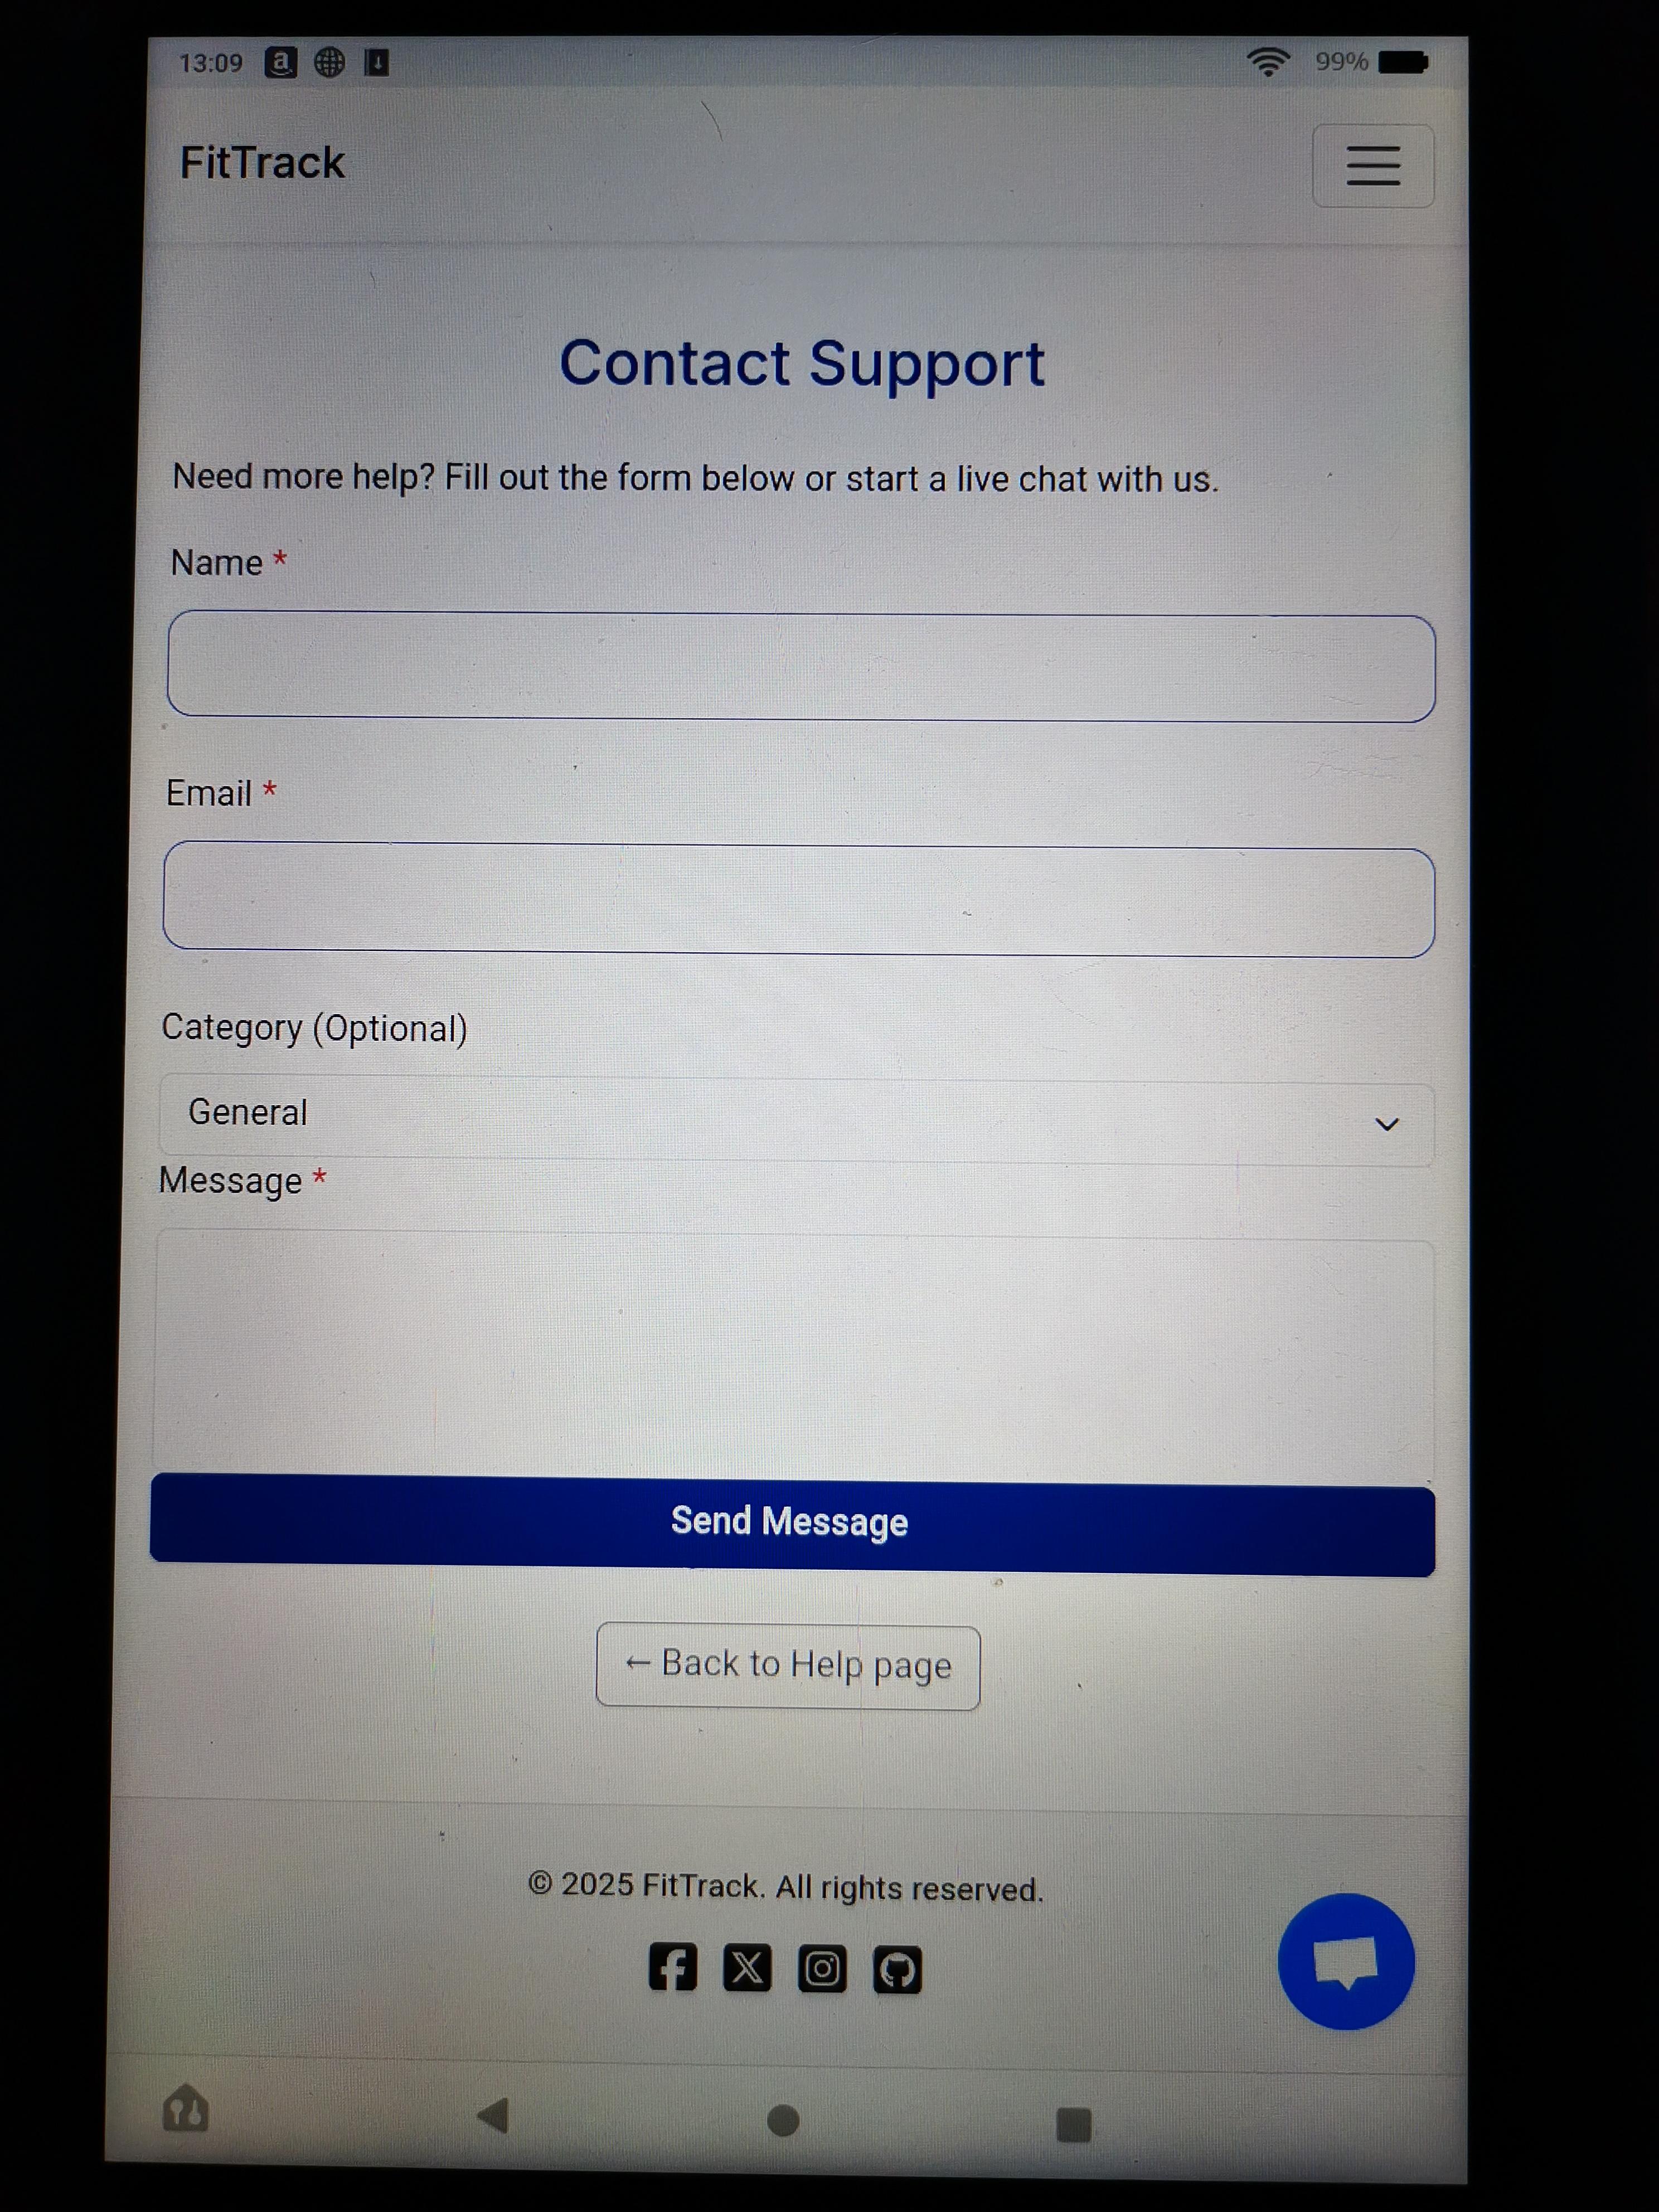 13:09
99%
FitTrack
Contact Support
Need more help? Fill out the form below or start a live chat with us.
Name *
Email *
Category (Optional)
General
Message *
Send Message
← Back to Help page
© 2025 FitTrack. All rights reserved.